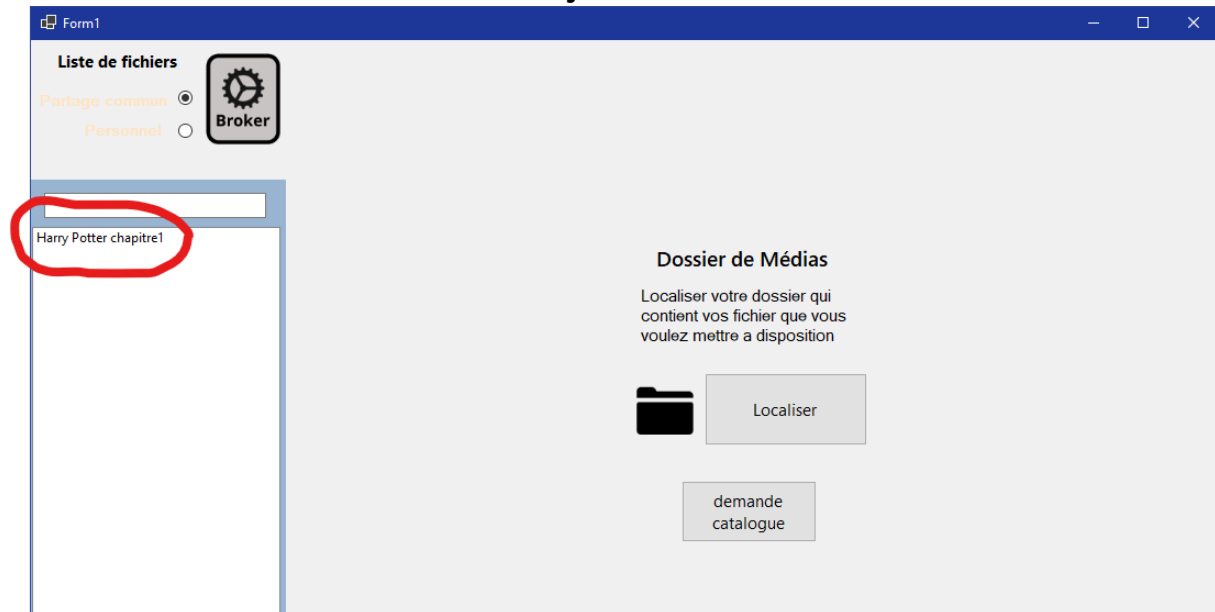 Form1
Liste de fichiers
Partage commun
Personnel
Broker
Harry Potter chapitre1
Dossier de Médias
Localiser votre dossier qui
contient vos fichier que vous
voulez mettre a disposition
Localiser
demande
catalogue